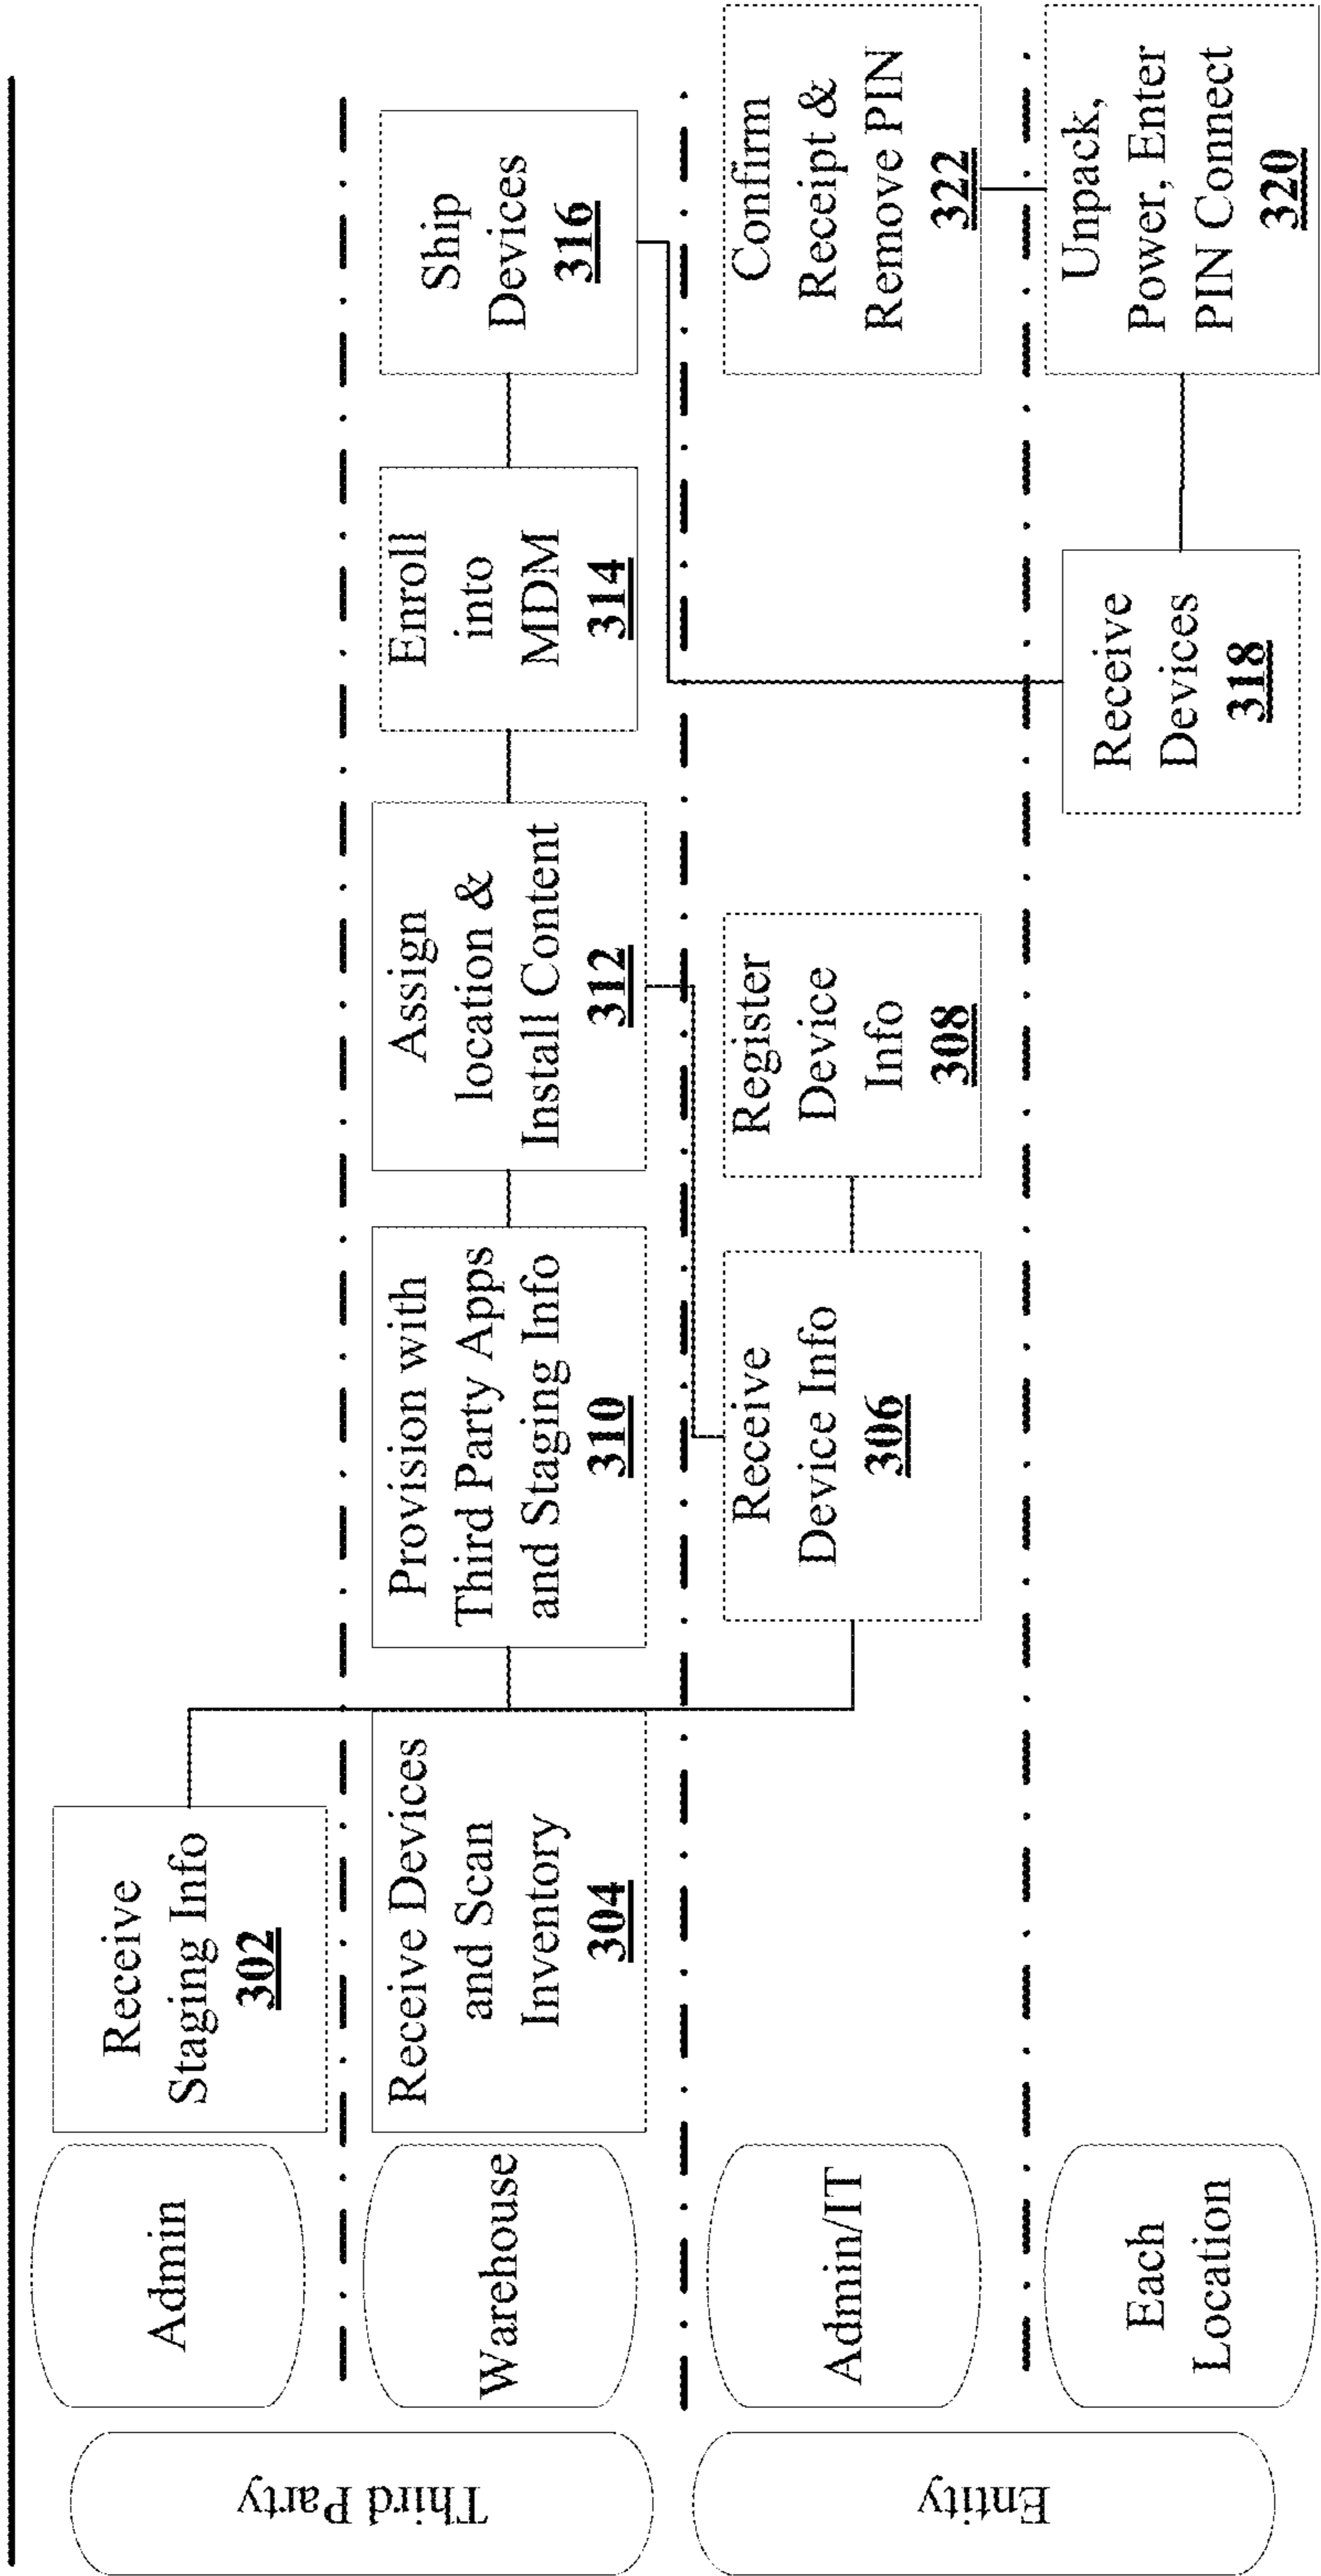 Third Party
Admin
Receive
Staging Info
302
Warehouse
Receive Devices
and Scan
Inventory
304
Provision with
Third Party Apps
and Staging Info
310
Assign
location &
Install Content
312
Enroll
into
MDM
314
Ship
Devices
316
Entity
Admin/IT
Receive
Device Info
306
Register
Device
Info
308
Confirm
Receipt &
Remove PIN
322
Each
Location
Receive
Devices
318
Unpack,
Power, Enter
PIN Connect
320